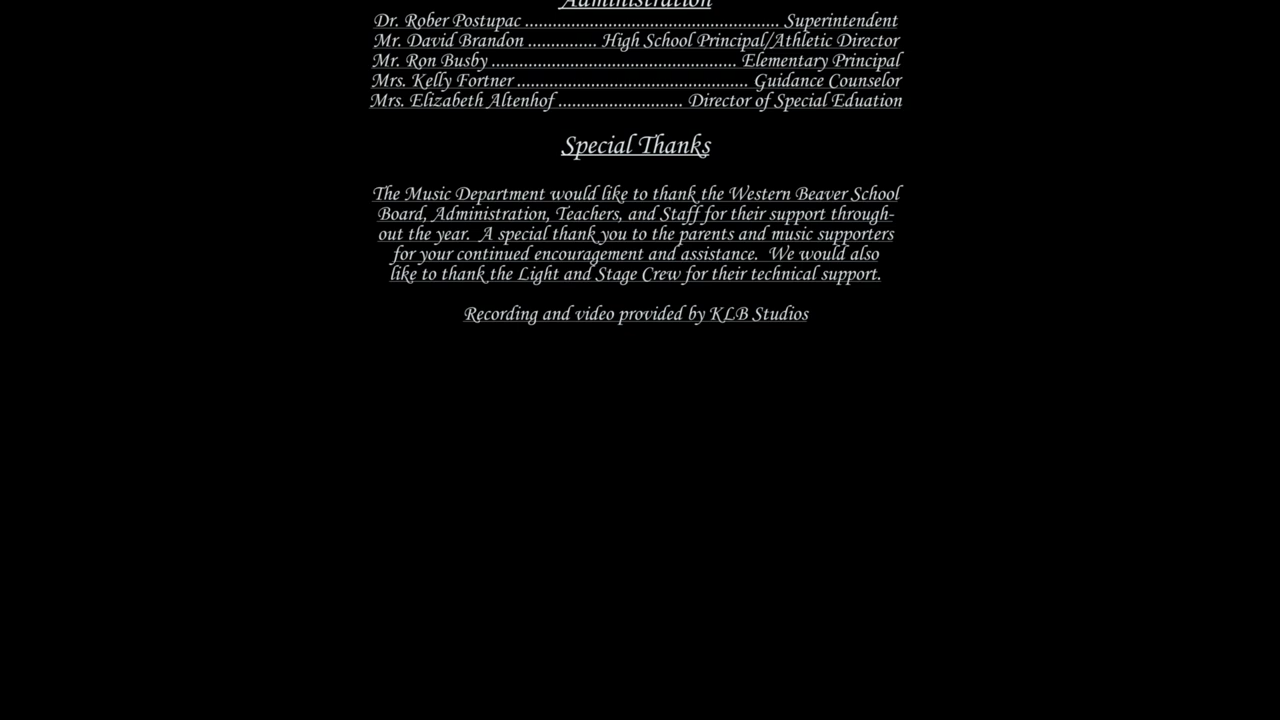 Administration
Dr. Rober Postupac ....................................................... Superintendent
Mr. David Brandon ............... High School Principal/Athletic Director
Mr. Ron Busby ..................................................... Elementary Principal
Mrs. Kelly Fortner .................................................. Guidance Counselor
Mrs. Elizabeth Altenhof ........................... Director of Special Eduation
Special Thanks
The Music Department would like to thank the Western Beaver School
Board, Administration, Teachers, and Staff for their support through-
out the year.  A special thank you to the parents and music supporters
for your continued encouragement and assistance.  We would also
like to thank the Light and Stage Crew for their technical support.
Recording and video provided by KLB Studios